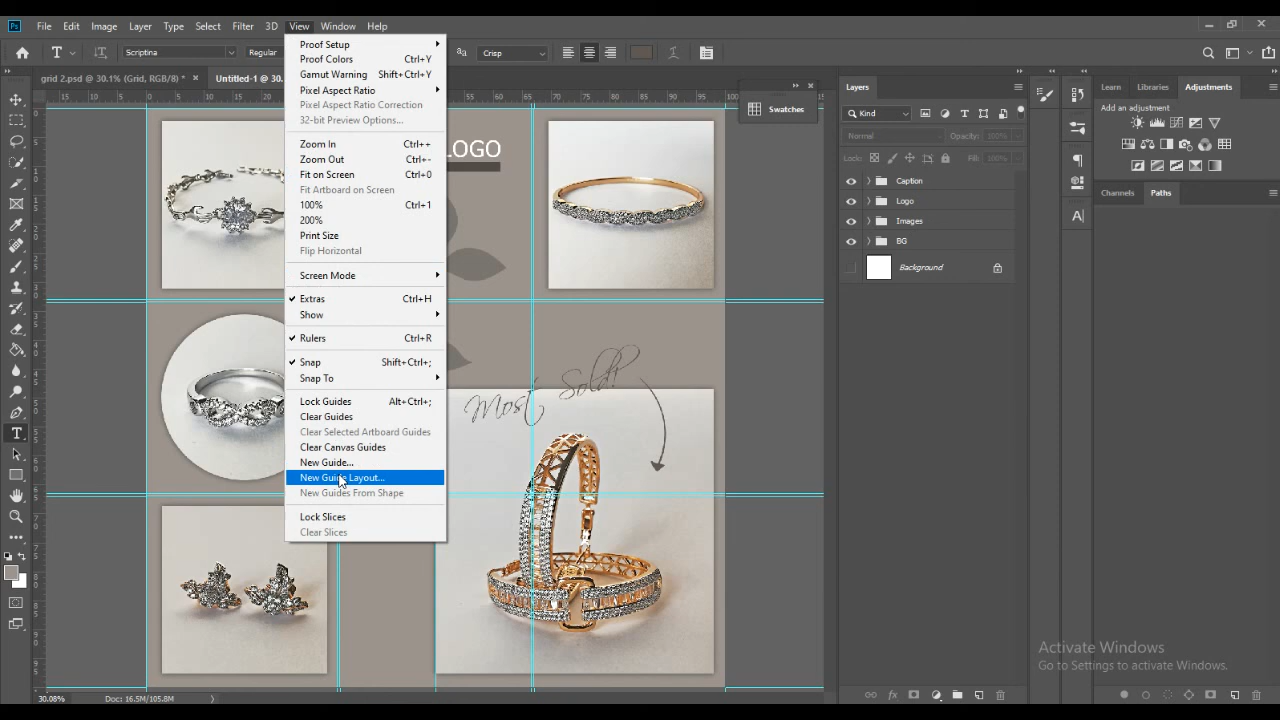 Ps File Edit Image Layer Type Select Filter 3D View Window Help
T Scriptina Regular aa Crisp
grid 2.psd @ 30.1% (Grid, RGB/8) * × Untitled-1 @ 30.
Proof Setup
Proof Colors Ctrl+Y
Gamut Warning Shift+Ctrl+Y
Pixel Aspect Ratio
Pixel Aspect Ratio Correction
32-bit Preview Options...
Zoom In Ctrl++
Zoom Out Ctrl+-
Fit on Screen Ctrl+0
Fit Artboard on Screen
100% Ctrl+1
200%
Print Size
Flip Horizontal
Screen Mode
Extras Ctrl+H
Show
Rulers Ctrl+R
Snap Shift+Ctrl+;
Snap To
Lock Guides Alt+Ctrl+;
Clear Guides
Clear Selected Artboard Guides
Clear Canvas Guides
New Guide...
New Guide Layout...
New Guides From Shape
Lock Slices
Clear Slices
LOGO
Most Sold!
Swatches
Layers
Kind
Normal Opacity: 100%
Lock: Fill: 100%
Caption
Logo
Images
BG
Background
Learn Libraries Adjustments
Add an adjustment
Channels Paths
Activate Windows
Go to Settings to activate Windows.
30.08% Doc: 16.5M/105.8M